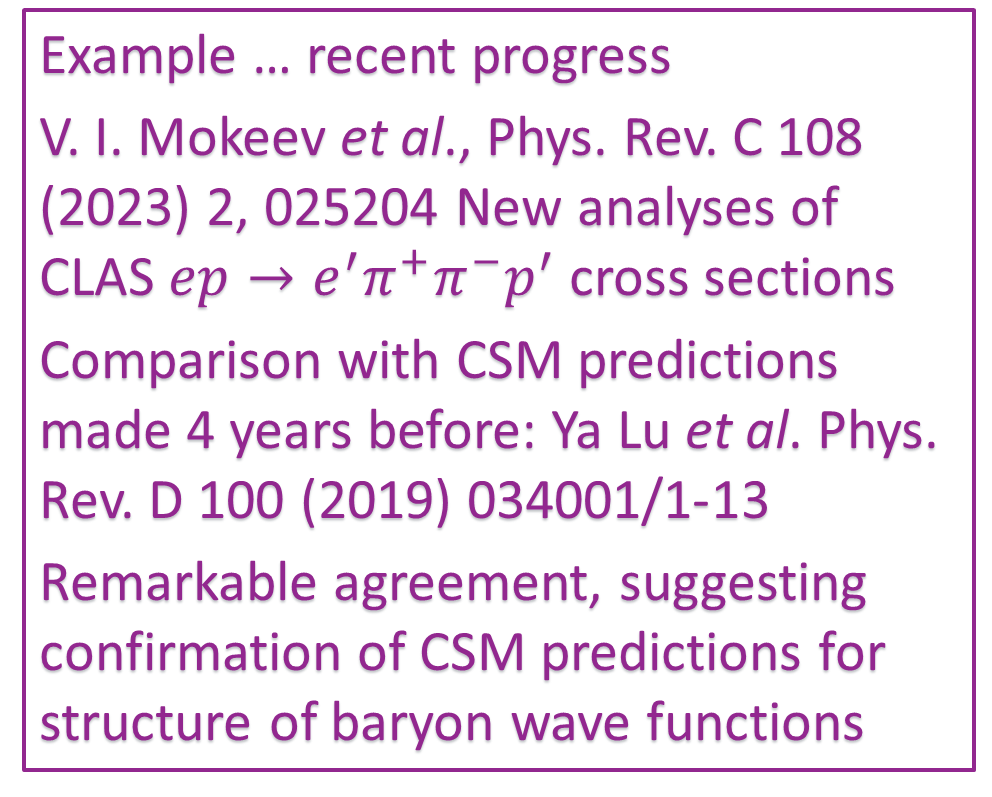 Example … recent progress
V. I. Mokeev et al., Phys. Rev. C 108
(2023) 2, 025204 New analyses of
CLAS ep → e′π⁺π⁻p′ cross sections
Comparison with CSM predictions
made 4 years before: Ya Lu et al. Phys.
Rev. D 100 (2019) 034001/1-13
Remarkable agreement, suggesting
confirmation of CSM predictions for
structure of baryon wave functions